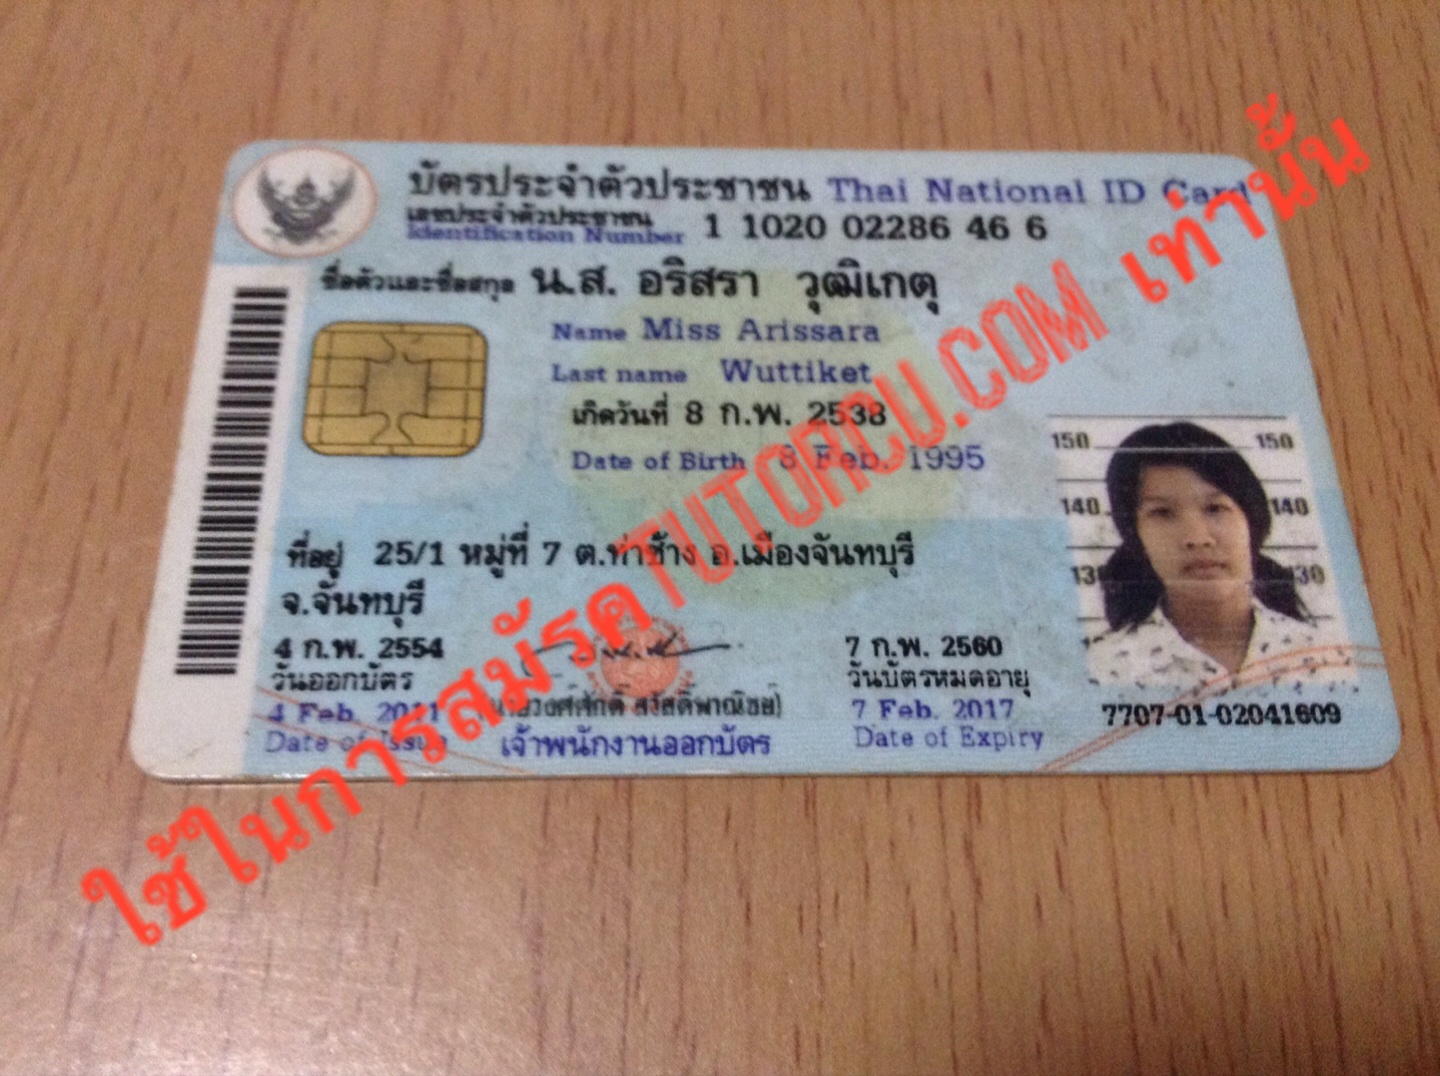 บัตรประจำตัวประชาชน Thai National ID Card
เลขประจำตัวประชาชน
Identification Number 1 1020 02286 46 6
ชื่อตัวและชื่อสกุล น.ส. อริสรา วุฒิเกตุ
Name Miss Arissara
Last name Wuttiket
เกิดวันที่ 8 ก.พ. 2538
Date of Birth 8 Feb. 1995
150 150
140 140
130 30
ที่อยู่ 25/1 หมู่ที่ 7 ต.ท่าช้าง อ.เมืองจันทบุรี
จ.จันทบุรี
4 ก.พ. 2554
วันออกบัตร
4 Feb. 2011
Date of Issue
สวัสดิ์พาณิชย์)
เจ้าพนักงานออกบัตร
7 ก.พ. 2560
วันบัตรหมดอายุ
7 Feb. 2017
Date of Expiry
7707-01-02041609
ใช้ในการสมัครTUTORCU.COM เท่านั้น